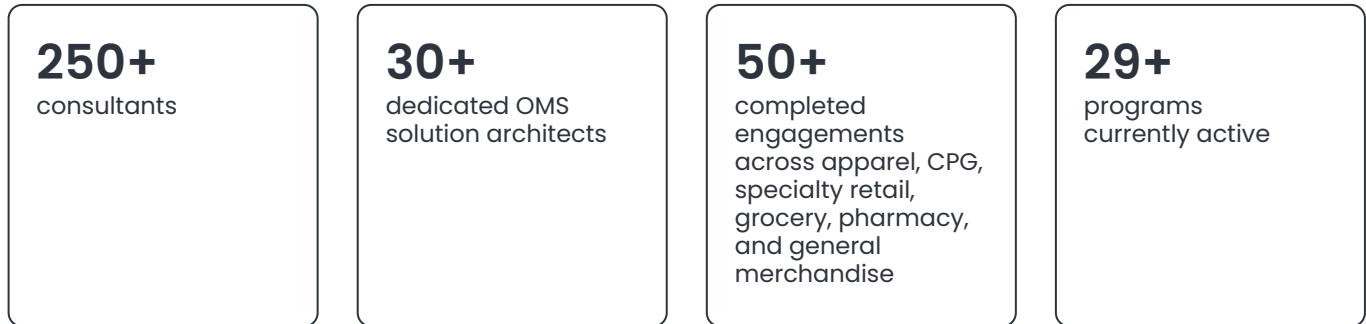 250+
consultants
30+
dedicated OMS
solution architects
50+
completed
engagements
across apparel, CPG,
specialty retail,
grocery, pharmacy,
and general
merchandise
29+
programs
currently active